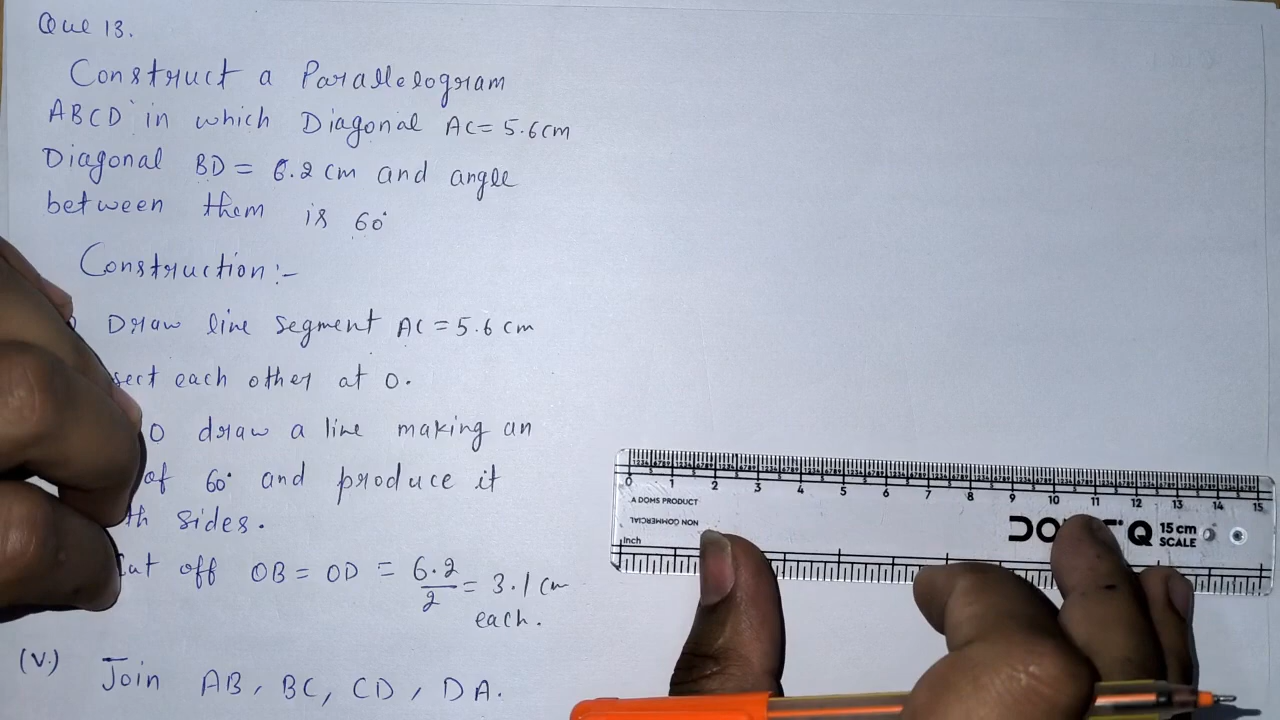 Que 13.
Construct a Parallelogram
ABCD in which Diagonal AC = 5.6 cm
Diagonal BD = 6.2 cm and angle
between them is 60°
Construction:-
Draw line segment AC = 5.6 cm
sect each other at O.
O draw a line making an
of 60° and produce it
th sides.
Cut off OB = OD = 6.2/2 = 3.1 cm
each.
(V.) Join AB, BC, CD, DA.
0 1 2 3 4 5 6 7 8 9 10 11 12 13 14 15
A DOMS PRODUCT
NON COMMERCIAL
Inch
Q 15 cm
SCALE